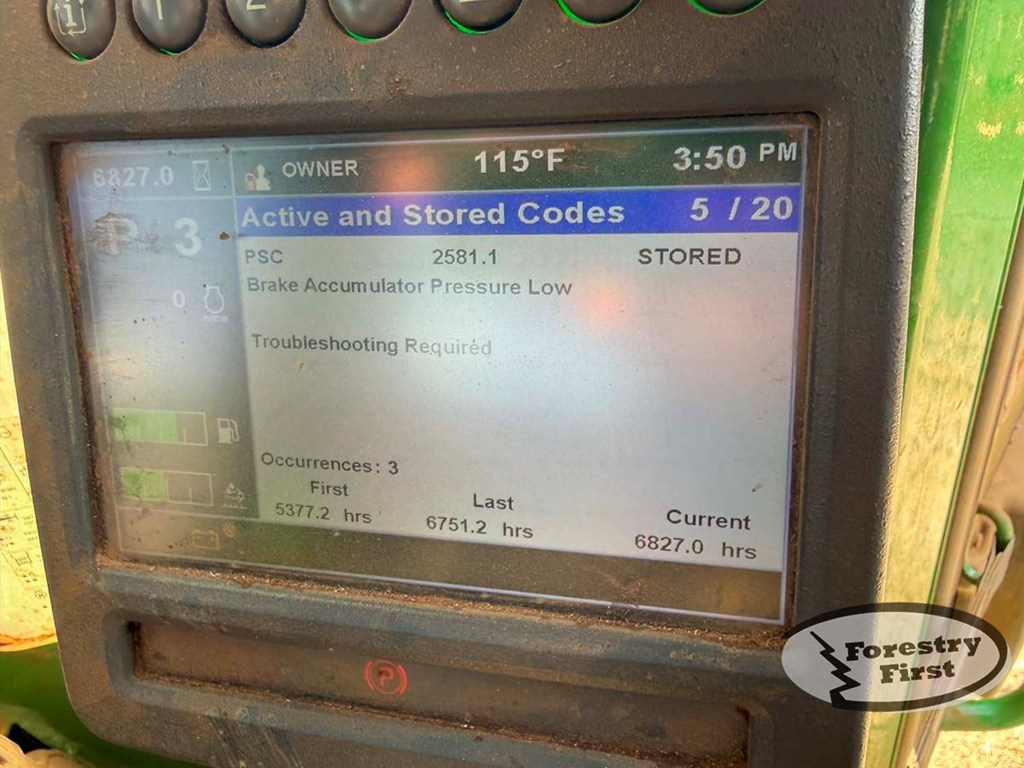 1 2
6827.0 OWNER 115°F 3:50 PM
Active and Stored Codes 5 / 20
P 3
PSC 2581.1 STORED
Brake Accumulator Pressure Low
0
Troubleshooting Required
Occurrences: 3
First Last Current
5377.2 hrs 6751.2 hrs 6827.0 hrs
P
Forestry
First